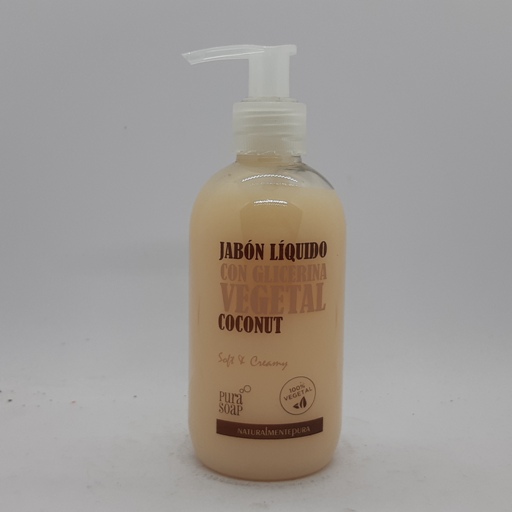 JABÓN LÍQUIDO
CON GLICERINA
VEGETAL
COCONUT
Soft & Creamy
pura
soap
100%
VEGETAL
NATURALMENTEPURA